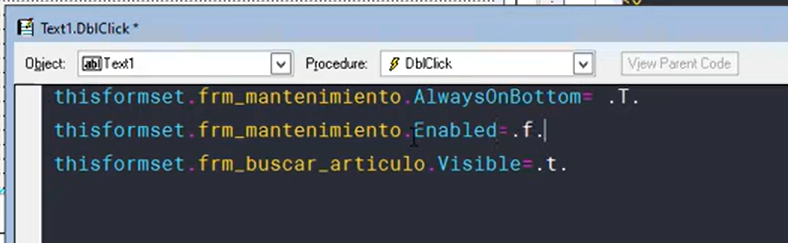 Text1.DblClick *
Object: Text1 Procedure: DblClick View Parent Code
thisformset.frm_mantenimiento.AlwaysOnBottom= .T.
thisformset.frm_mantenimiento.Enabled=.f.
thisformset.frm_buscar_articulo.Visible=.t.